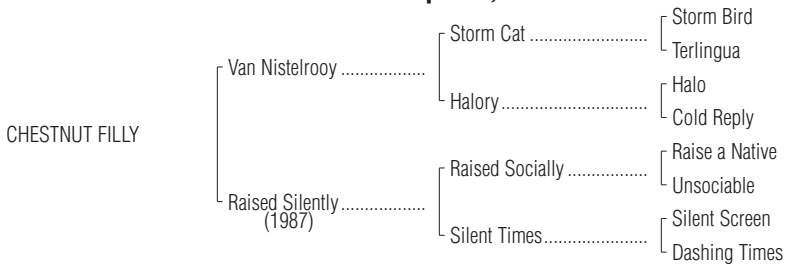 Storm Bird
Storm Cat ........................
Terlingua
Van Nistelrooy .................
Halo
Halory..............................
Cold Reply
CHESTNUT FILLY
Raise a Native
Raised Socially ................
Unsociable
Raised Silently .................
(1987)
Silent Screen
Silent Times.....................
Dashing Times